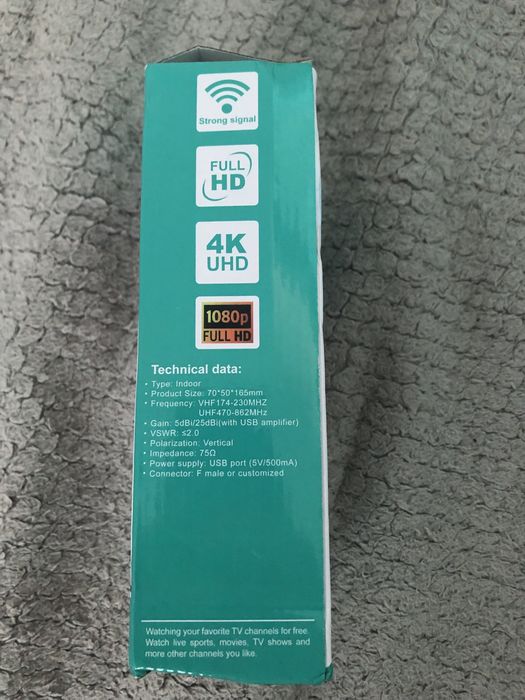 Strong signal
FULL
HD
4K
UHD
1080p
FULL HD
Technical data:
· Type: Indoor
· Product Size: 70*50*165mm
· Frequency: VHF174-230MHZ
UHF470-862MHz
· Gain: 5dBi/25dBi(with USB amplifier)
· VSWR: ≤2.0
· Polarization: Vertical
· Impedance: 75Ω
· Power supply: USB port (5V/500mA)
· Connector: F male or customized
Watching your favorite TV channels for free.
Watch live sports, movies, TV shows and
more other channels you like.